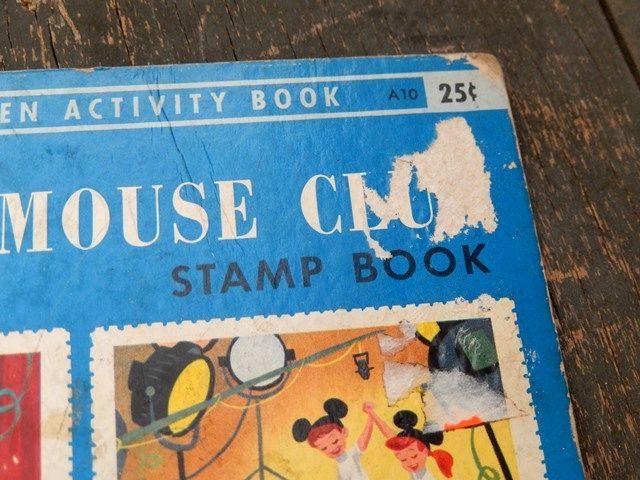 EN ACTIVITY BOOK A10 25¢
MOUSE CLU
STAMP BOOK